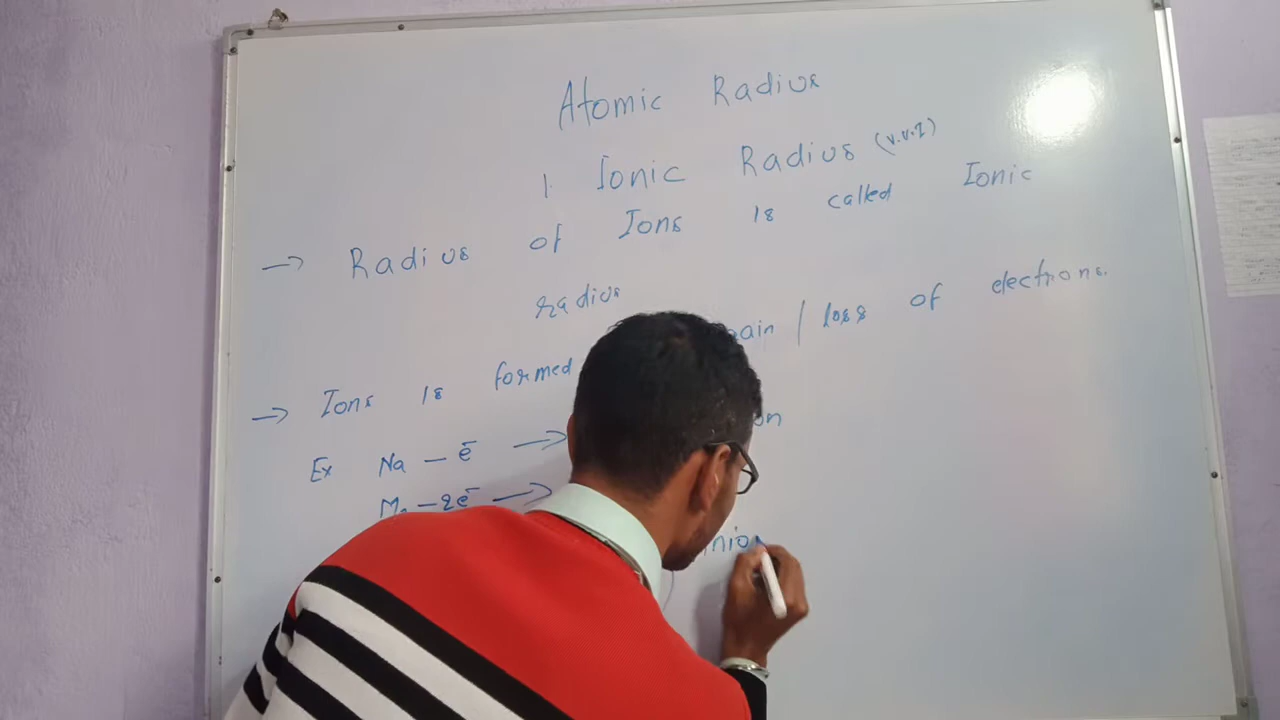 Atomic Radius
1. Ionic Radius (v.v.I)
→ Radius of Ions is called Ionic
radius
→ Ions is formed ain / loss of electrons.
Ex Na – e⁻ → on
Mg – 2e⁻ →
nio